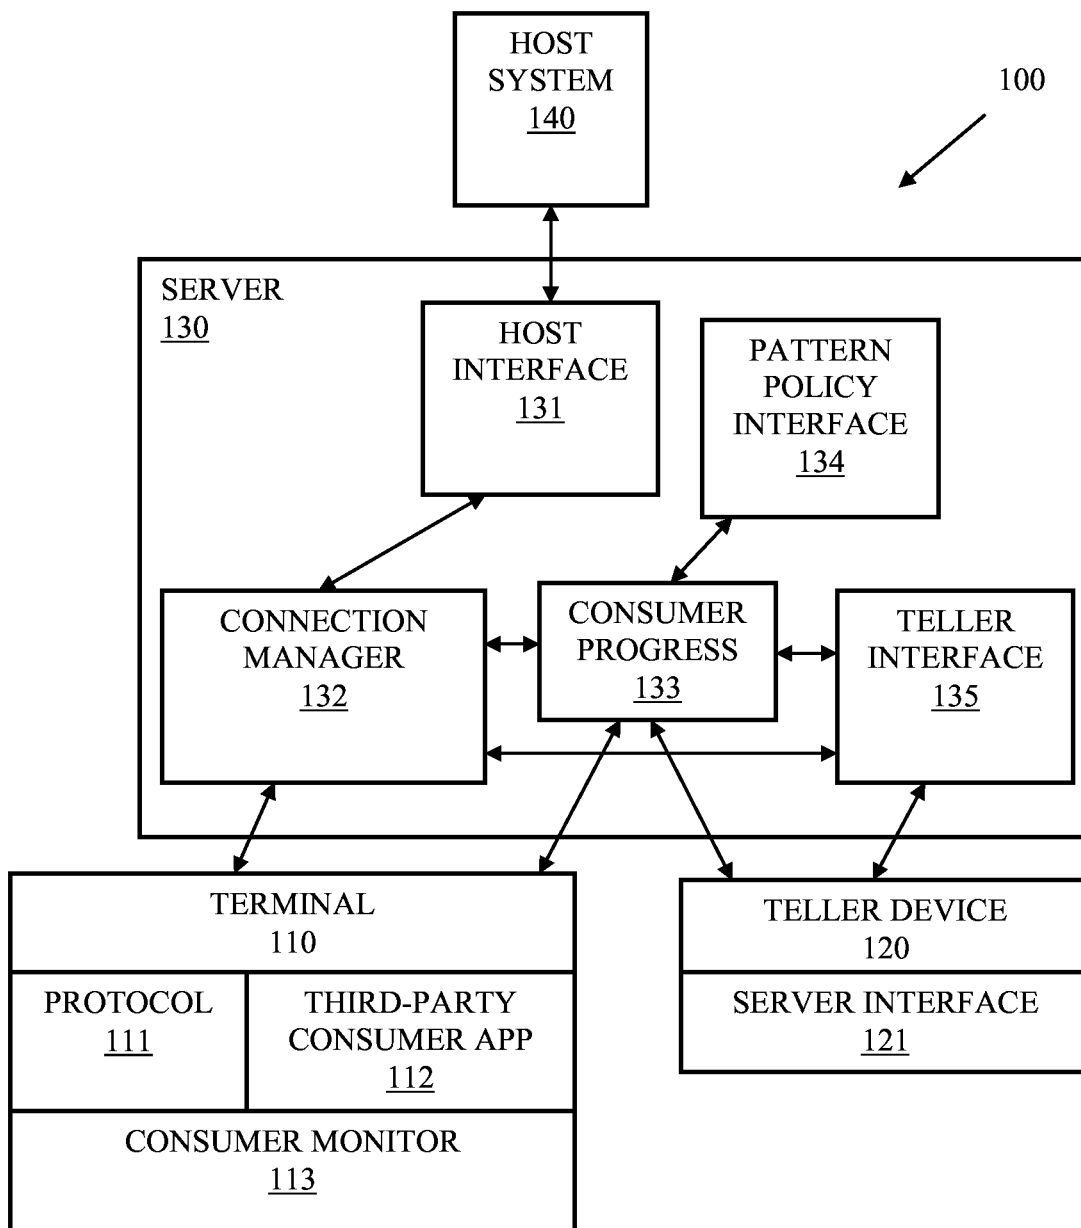 HOST
SYSTEM
140
100
SERVER
130
HOST
INTERFACE
131
PATTERN
POLICY
INTERFACE
134
CONNECTION
MANAGER
132
CONSUMER
PROGRESS
133
TELLER
INTERFACE
135
TERMINAL
110
PROTOCOL
111
THIRD-PARTY
CONSUMER APP
112
CONSUMER MONITOR
113
TELLER DEVICE
120
SERVER INTERFACE
121